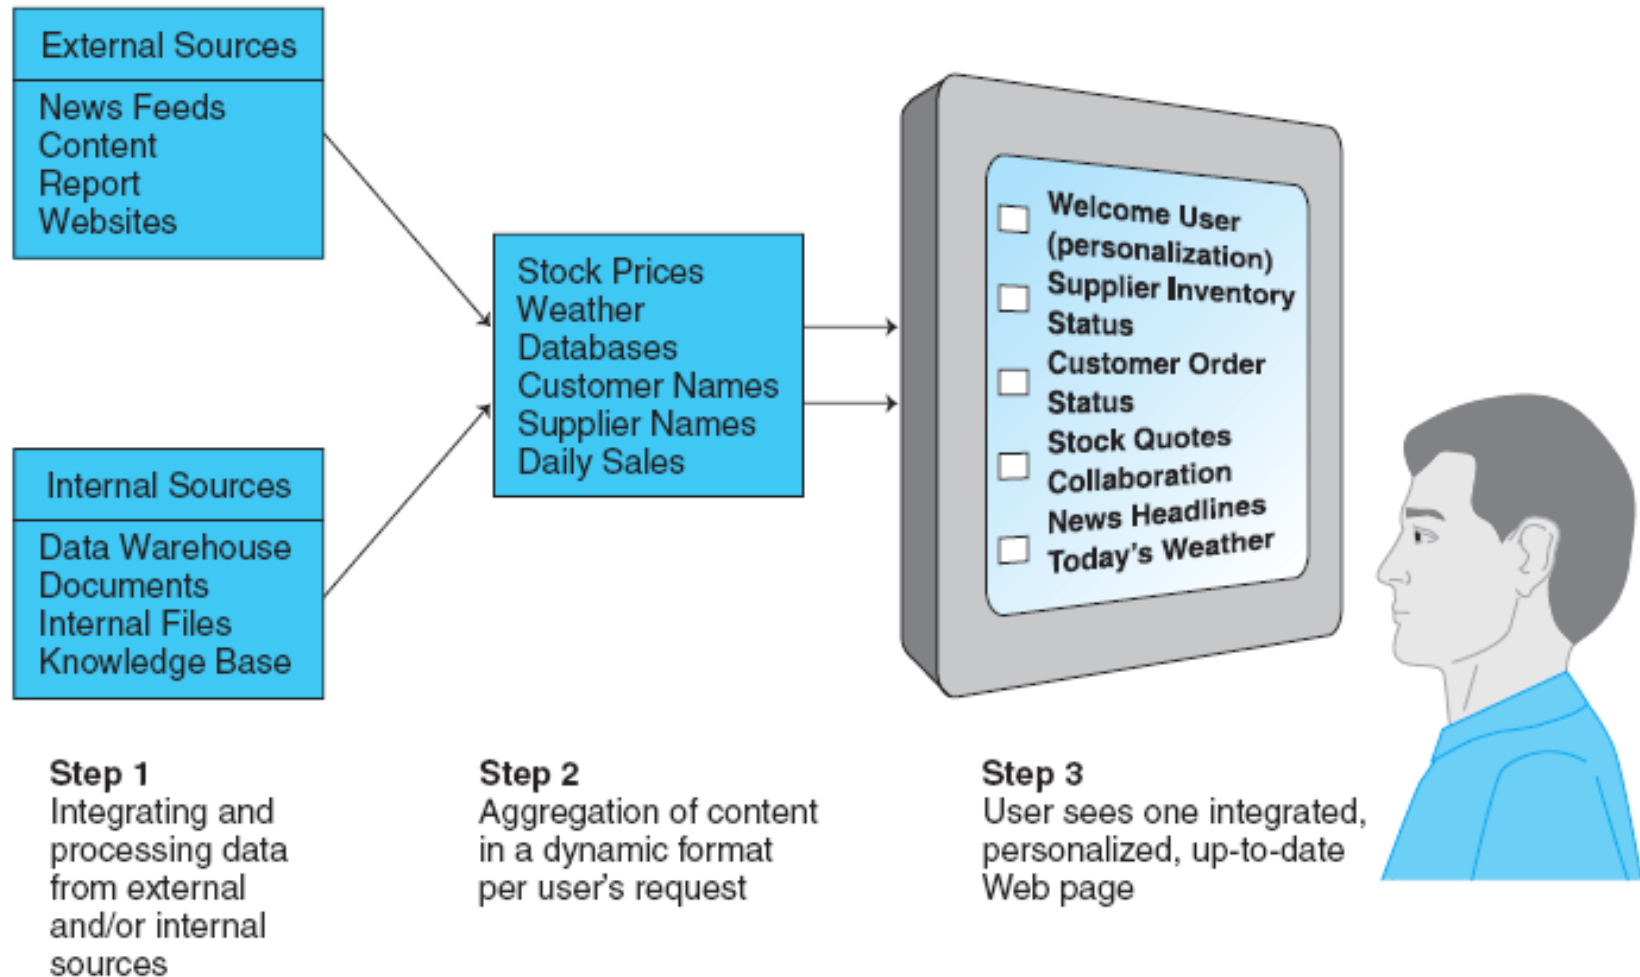 External Sources
News Feeds
Content
Report
Websites
Internal Sources
Data Warehouse
Documents
Internal Files
Knowledge Base
Stock Prices
Weather
Databases
Customer Names
Supplier Names
Daily Sales
Welcome User
(personalization)
Supplier Inventory
Status
Customer Order
Status
Stock Quotes
Collaboration
News Headlines
Today's Weather
Step 1
Integrating and
processing data
from external
and/or internal
sources
Step 2
Aggregation of content
in a dynamic format
per user's request
Step 3
User sees one integrated,
personalized, up-to-date
Web page